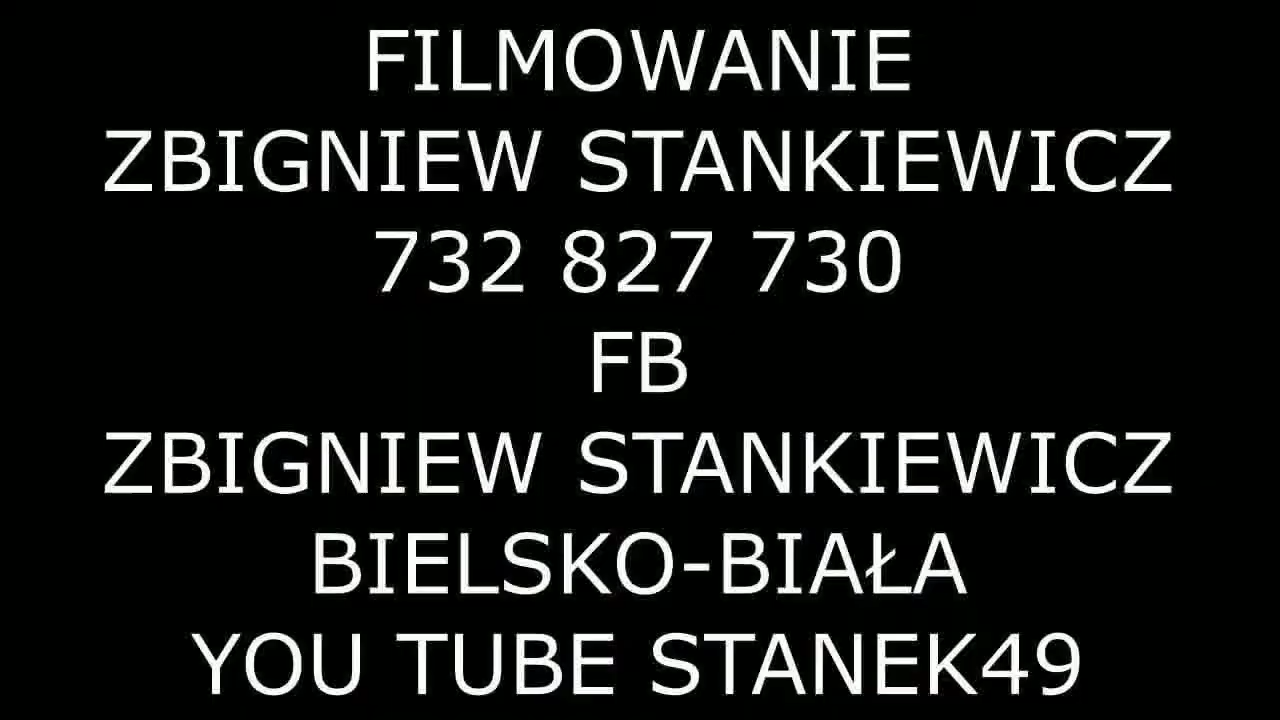 FILMOWANIE
ZBIGNIEW STANKIEWICZ
732 827 730
FB
ZBIGNIEW STANKIEWICZ
BIELSKO-BIAŁA
YOU TUBE STANEK49